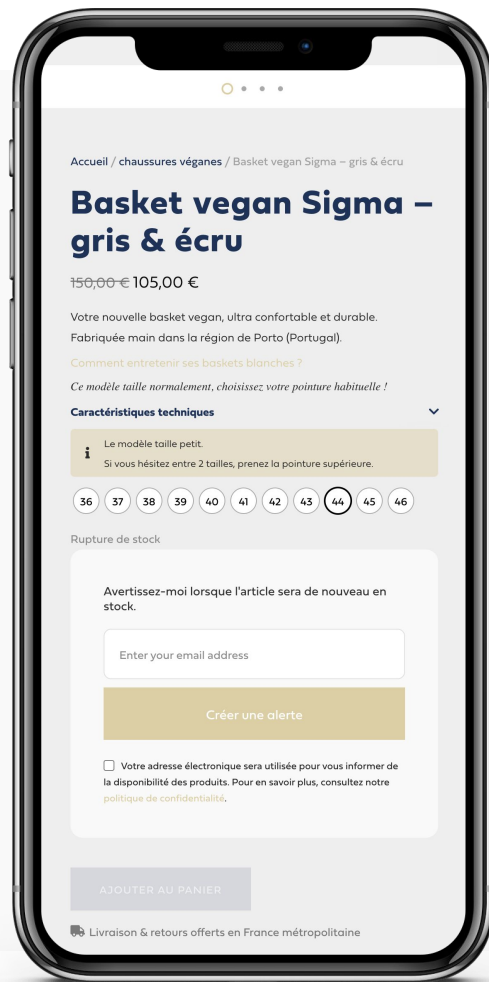 Accueil / chaussures véganes / Basket vegan Sigma – gris & écru
Basket vegan Sigma –
gris & écru
150,00 € 105,00 €
Votre nouvelle basket vegan, ultra confortable et durable.
Fabriquée main dans la région de Porto (Portugal).
Comment entretenir ses baskets blanches ?
Ce modèle taille normalement, choisissez votre pointure habituelle !
Caractéristiques techniques
Le modèle taille petit.
Si vous hésitez entre 2 tailles, prenez la pointure supérieure.
36 37 38 39 40 41 42 43 44 45 46
Rupture de stock
Avertissez-moi lorsque l'article sera de nouveau en
stock.
Enter your email address
Créer une alerte
Votre adresse électronique sera utilisée pour vous informer de
la disponibilité des produits. Pour en savoir plus, consultez notre
politique de confidentialité.
AJOUTER AU PANIER
Livraison & retours offerts en France métropolitaine